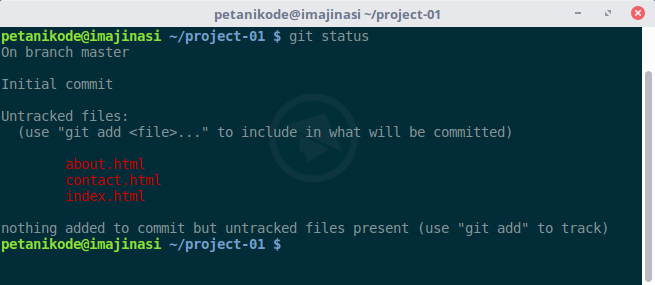 petanikode@imajinasi ~/project-01
petanikode@imajinasi ~/project-01 $ git status
On branch master
Initial commit
Untracked files:
  (use "git add <file>..." to include in what will be committed)
        about.html
        contact.html
        index.html
nothing added to commit but untracked files present (use "git add" to track)
petanikode@imajinasi ~/project-01 $